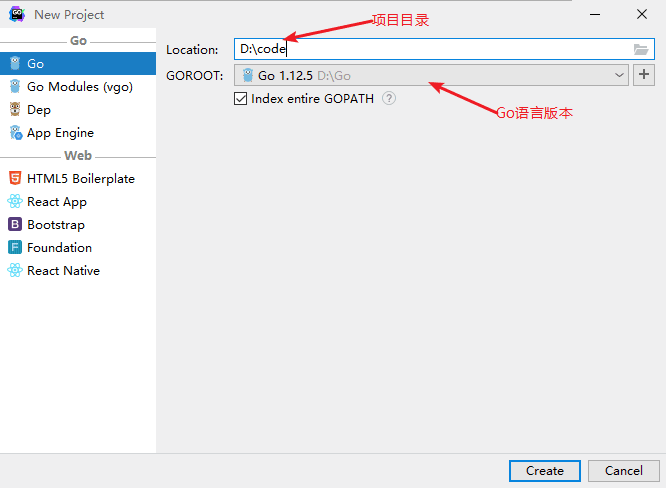 New Project
项目目录
Go
Location: D:\code
Go
GOROOT: Go 1.12.5 D:\Go
Go Modules (vgo)
Index entire GOPATH ?
Go语言版本
Dep
App Engine
Web
HTML5 Boilerplate
React App
B Bootstrap
F Foundation
React Native
Create Cancel